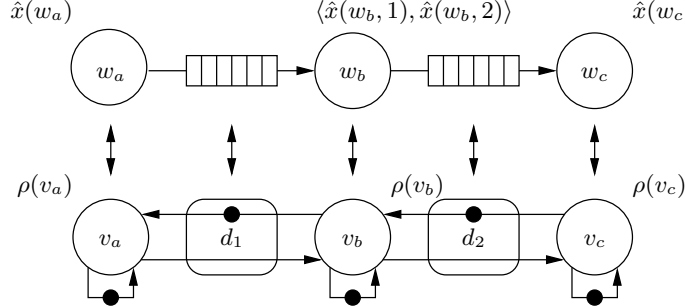 x̂(w_a) ⟨x̂(w_b, 1), x̂(w_b, 2)⟩ x̂(w_c
w_a w_b w_c
ρ(v_a) ρ(v_b) ρ(v_c)
v_a d_1 v_b d_2 v_c